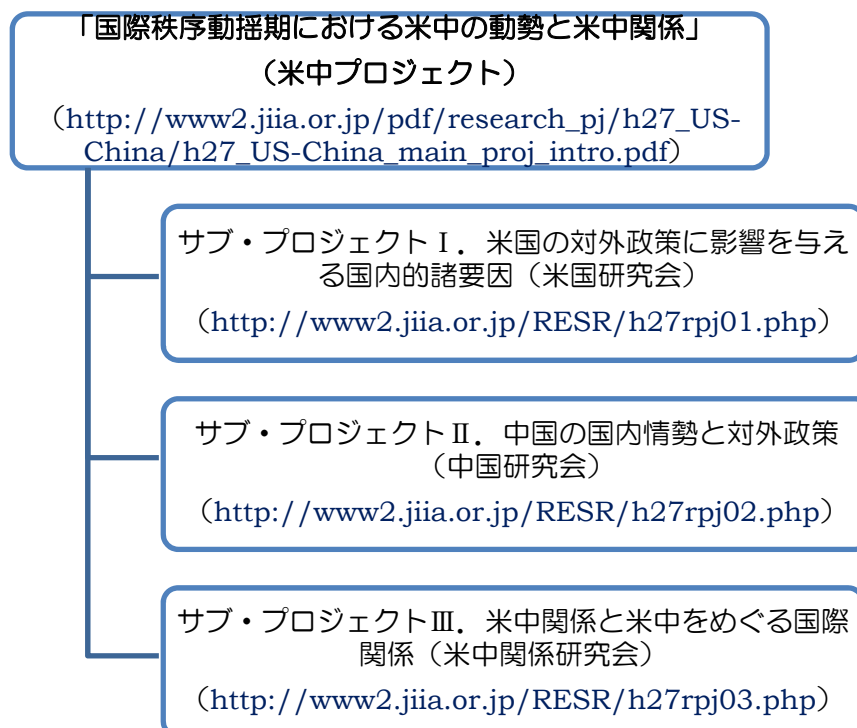 「国際秩序動揺期における米中の動勢と米中関係」
（米中プロジェクト）
（http://www2.jiia.or.jp/pdf/research_pj/h27_US-
China/h27_US-China_main_proj_intro.pdf）
サブ・プロジェクトⅠ．米国の対外政策に影響を与え
る国内的諸要因（米国研究会）
（http://www2.jiia.or.jp/RESR/h27rpj01.php）
サブ・プロジェクトⅡ．中国の国内情勢と対外政策
（中国研究会）
（http://www2.jiia.or.jp/RESR/h27rpj02.php）
サブ・プロジェクトⅢ．米中関係と米中をめぐる国際
関係（米中関係研究会）
（http://www2.jiia.or.jp/RESR/h27rpj03.php）